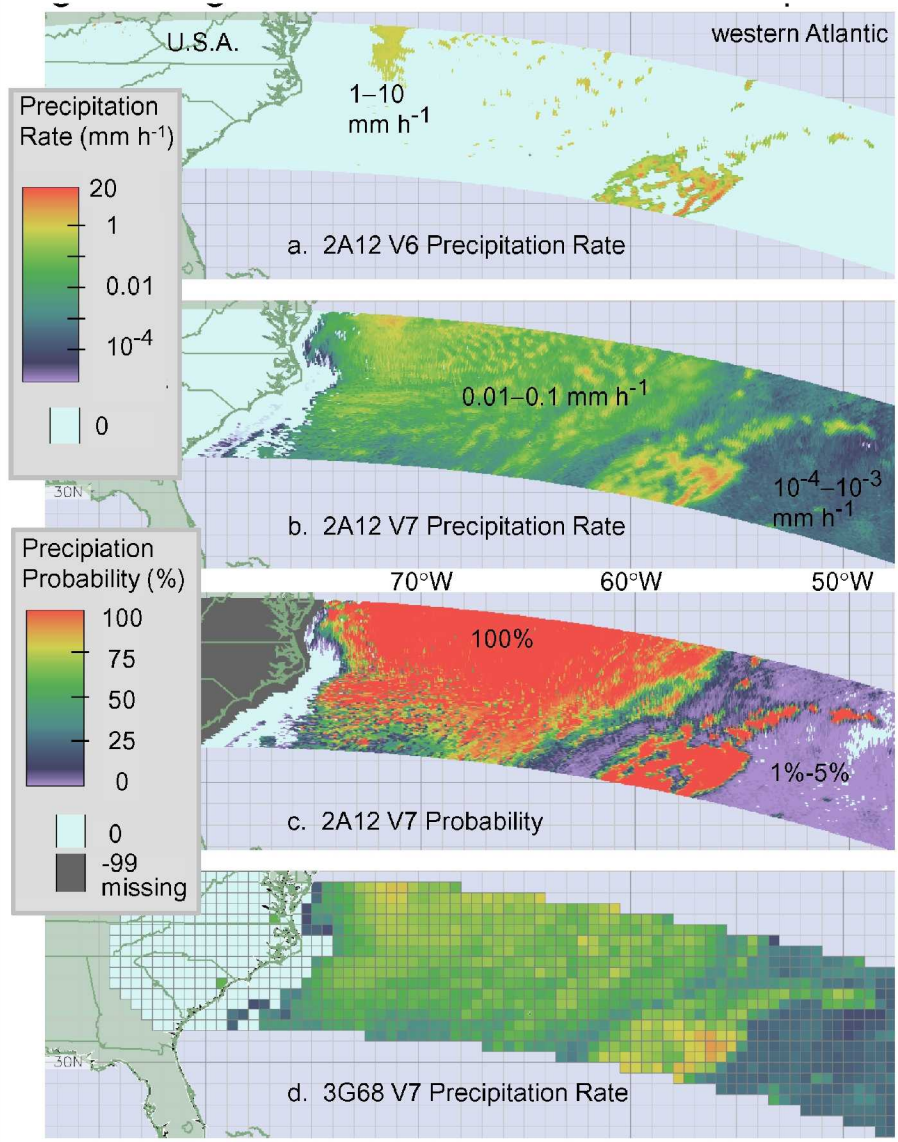 U.S.A.
western Atlantic
1–10
mm h-1
Precipitation
Rate (mm h-1)
20
1
0.01
10-4
0
a. 2A12 V6 Precipitation Rate
0.01–0.1 mm h-1
10-4–10-3
mm h-1
30N
b. 2A12 V7 Precipitation Rate
Precipiation
Probability (%)
100
75
50
25
0
0
-99
missing
70°W
60°W
50°W
100%
1%-5%
c. 2A12 V7 Probability
30N
d. 3G68 V7 Precipitation Rate